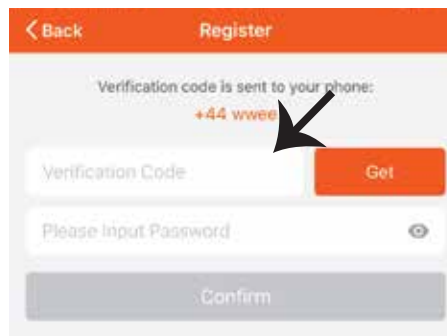 Back Register
Verification code is sent to your phone:
+44 wwee
Verification Code Get
Please Input Password
Confirm